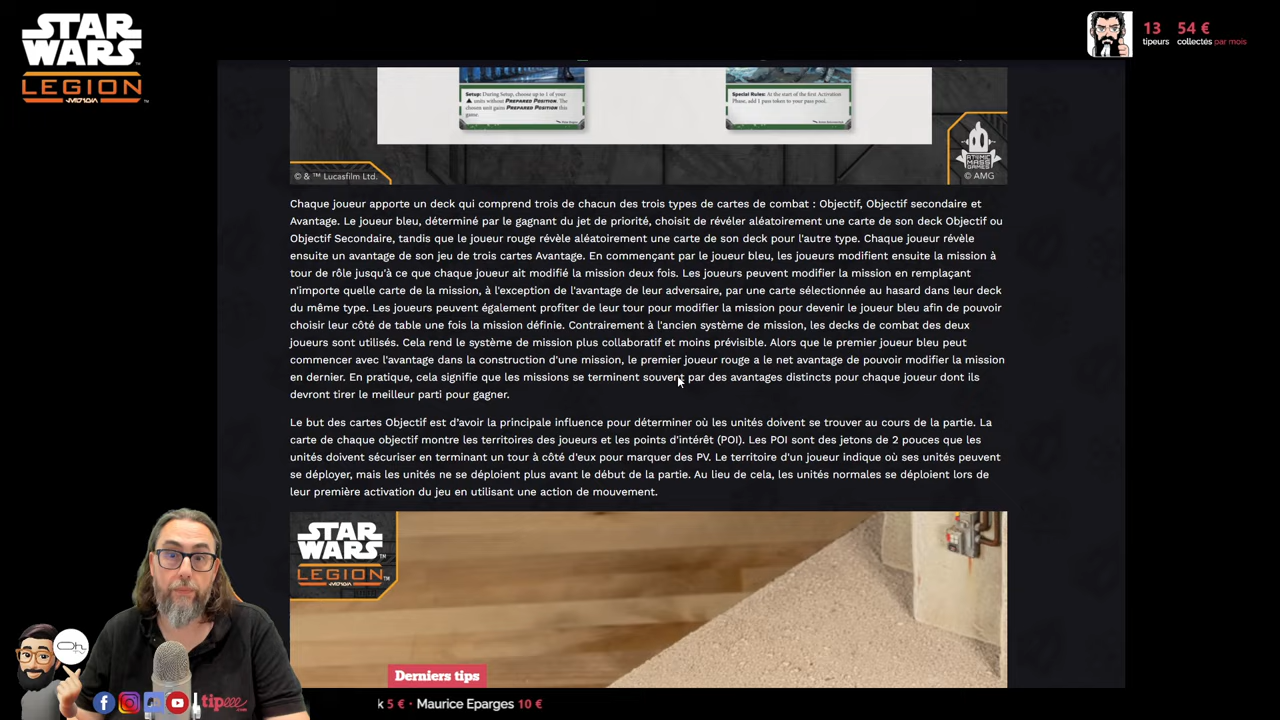 STAR
WARS
LEGION
13 54 €
tipeurs collectés par mois
Setup: During Setup, choose up to 1 of your
▲ units without PREPARED POSITION. The
chosen unit gains PREPARED POSITION this
game.
Special Rules: At the start of the first Activation
Phase, add 1 pass token to your pass pool.
© & ™ Lucasfilm Ltd.
ATOMIC
MASS
GAMES
© AMG
Chaque joueur apporte un deck qui comprend trois de chacun des trois types de cartes de combat : Objectif, Objectif secondaire et
Avantage. Le joueur bleu, déterminé par le gagnant du jet de priorité, choisit de révéler aléatoirement une carte de son deck Objectif ou
Objectif Secondaire, tandis que le joueur rouge révèle aléatoirement une carte de son deck pour l'autre type. Chaque joueur révèle
ensuite un avantage de son jeu de trois cartes Avantage. En commençant par le joueur bleu, les joueurs modifient ensuite la mission à
tour de rôle jusqu'à ce que chaque joueur ait modifié la mission deux fois. Les joueurs peuvent modifier la mission en remplaçant
n'importe quelle carte de la mission, à l'exception de l'avantage de leur adversaire, par une carte sélectionnée au hasard dans leur deck
du même type. Les joueurs peuvent également profiter de leur tour pour modifier la mission pour devenir le joueur bleu afin de pouvoir
choisir leur côté de table une fois la mission définie. Contrairement à l'ancien système de mission, les decks de combat des deux
joueurs sont utilisés. Cela rend le système de mission plus collaboratif et moins prévisible. Alors que le premier joueur bleu peut
commencer avec l'avantage dans la construction d'une mission, le premier joueur rouge a le net avantage de pouvoir modifier la mission
en dernier. En pratique, cela signifie que les missions se terminent souvent par des avantages distincts pour chaque joueur dont ils
devront tirer le meilleur parti pour gagner.
Le but des cartes Objectif est d'avoir la principale influence pour déterminer où les unités doivent se trouver au cours de la partie. La
carte de chaque objectif montre les territoires des joueurs et les points d'intérêt (POI). Les POI sont des jetons de 2 pouces que les
unités doivent sécuriser en terminant un tour à côté d'eux pour marquer des PV. Le territoire d'un joueur indique où ses unités peuvent
se déployer, mais les unités ne se déploient plus avant le début de la partie. Au lieu de cela, les unités normales se déploient lors de
leur première activation du jeu en utilisant une action de mouvement.
STAR
WARS
LEGION
Derniers tips
tipeee
k 5 € · Maurice Eparges 10 €